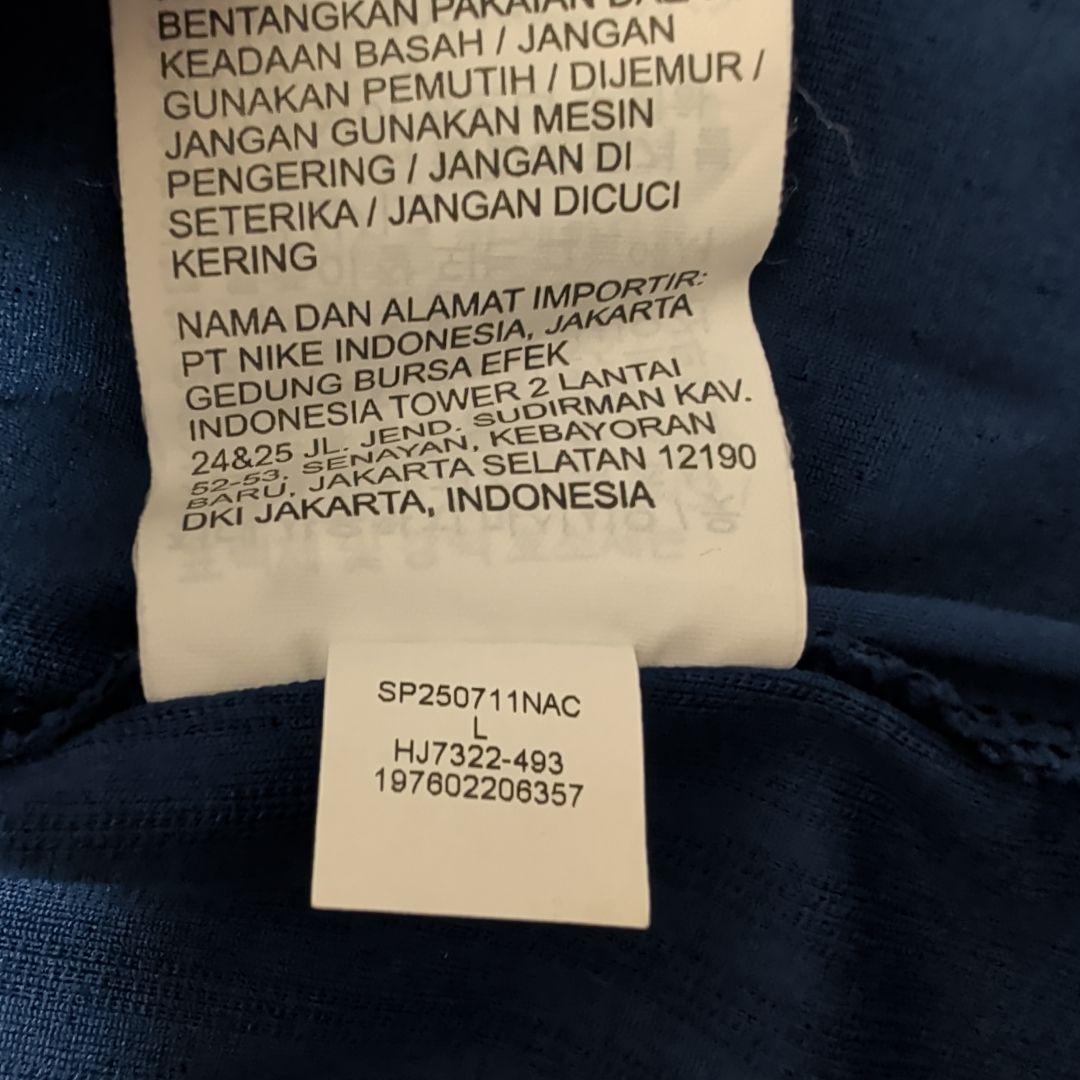 BENTANGKAN PAKAIAN
KEADAAN BASAH / JANGAN
GUNAKAN PEMUTIH / DIJEMUR /
JANGAN GUNAKAN MESIN
PENGERING / JANGAN DI
SETERIKA / JANGAN DICUCI
KERING
NAMA DAN ALAMAT IMPORTIR:
PT NIKE INDONESIA, JAKARTA
GEDUNG BURSA EFEK
INDONESIA TOWER 2 LANTAI
24&25 JL. JEND. SUDIRMAN KAV.
52-53, SENAYAN, KEBAYORAN
BARU, JAKARTA SELATAN 12190
DKI JAKARTA, INDONESIA
SP250711NAC
L
HJ7322-493
197602206357